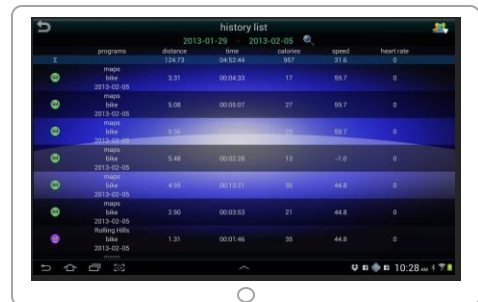 history list
2013-01-29 - 2013-02-05
programs distance time calories speed heart rate
Σ 124.73 04:52:44 957 31.6 0
maps
bike 3.31 00:04:33 17 59.7 0
2013-02-05
maps
bike 5.08 00:05:07 27 59.7 0
2013-02-05
maps
bike 59.7 0
2013-02-05
maps
bike 5.48 00:02:28 13 -1.0 0
2013-02-05
maps
bike 4.99 00:13:21 35 44.8 0
2013-02-05
maps
bike 2.90 00:03:53 21 44.8 0
2013-02-05
Rolling Hills
bike 1.31 00:01:46 35 44.8 0
2013-02-05
maps
10:28 AM